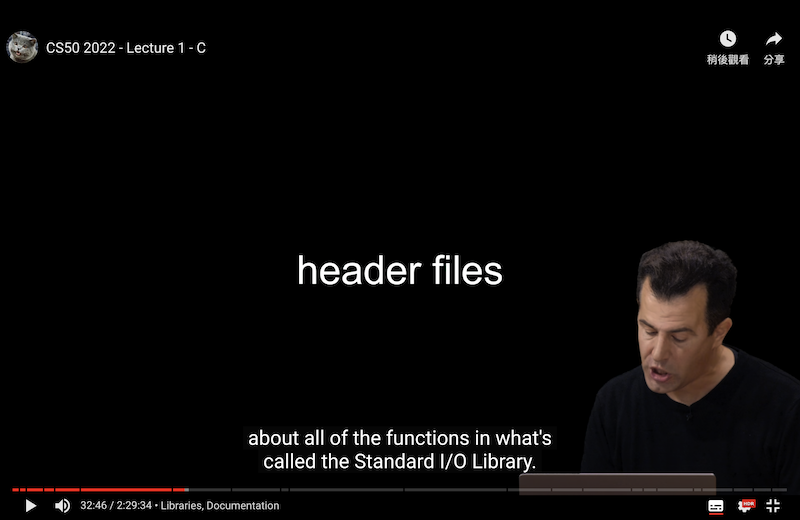 CS50 2022 - Lecture 1 - C
稍後觀看
分享
header files
about all of the functions in what's
called the Standard I/O Library.
32:46 / 2:29:34 • Libraries, Documentation
HDR